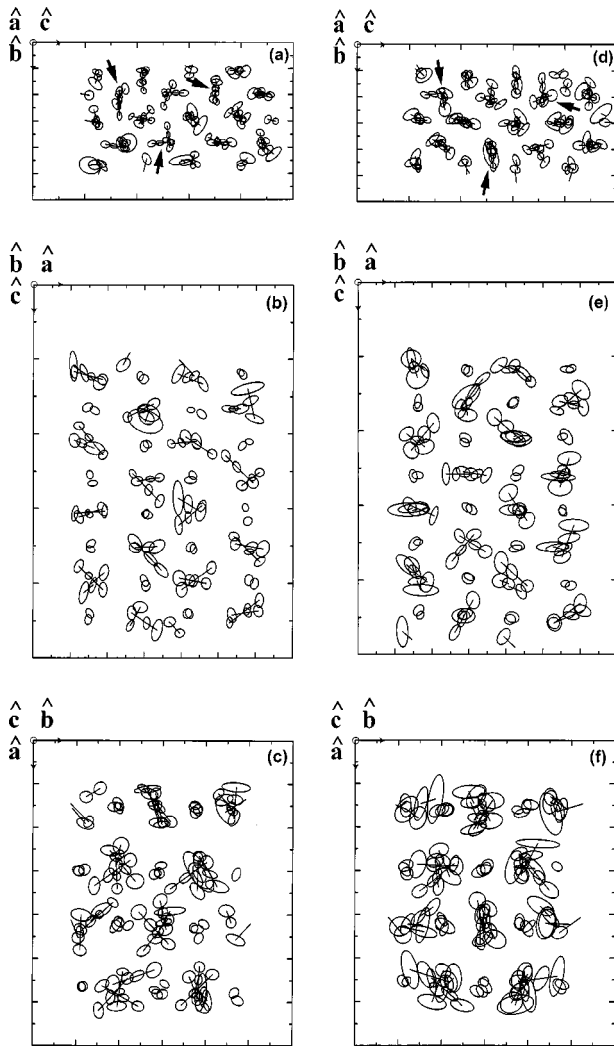 â ĉ
b̂
(a)
â ĉ
b̂
(d)
b̂ â
ĉ
(b)
b̂ â
ĉ
(e)
ĉ b̂
â
(c)
ĉ b̂
â
(f)